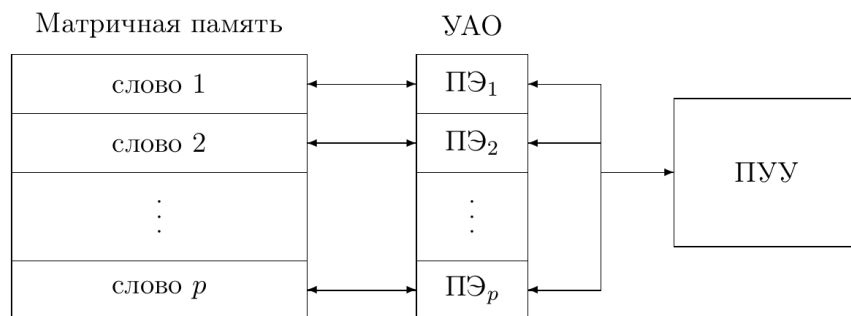 Матричная память УАО
слово 1 ПЭ₁
слово 2 ПЭ₂
ПУУ
⋮ ⋮
слово p ПЭₚ